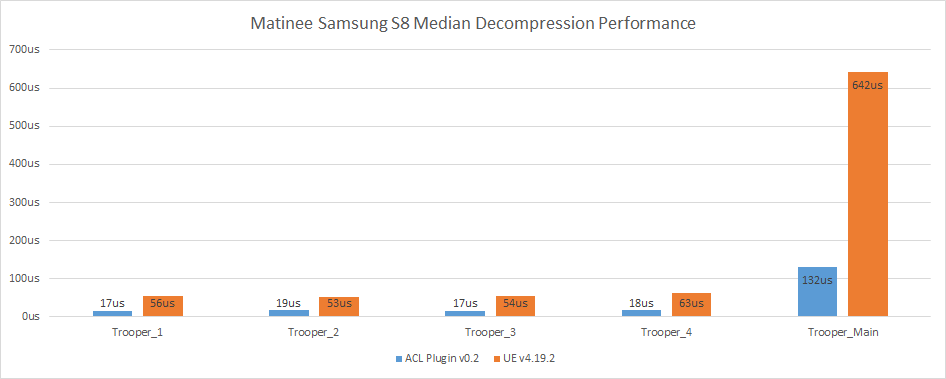 Matinee Samsung S8 Median Decompression Performance
700us
600us
500us
400us
300us
200us
100us
0us
17us
56us
19us
53us
17us
54us
18us
63us
132us
642us
Trooper_1
Trooper_2
Trooper_3
Trooper_4
Trooper_Main
ACL Plugin v0.2
UE v4.19.2